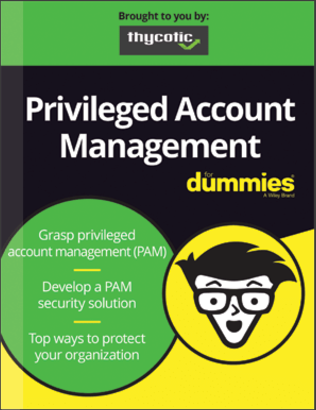 Brought to you by:
thycotic
Privileged Account
Management
for
dummies
A Wiley Brand
Grasp privileged
account management (PAM)
Develop a PAM
security solution
Top ways to protect
your organization